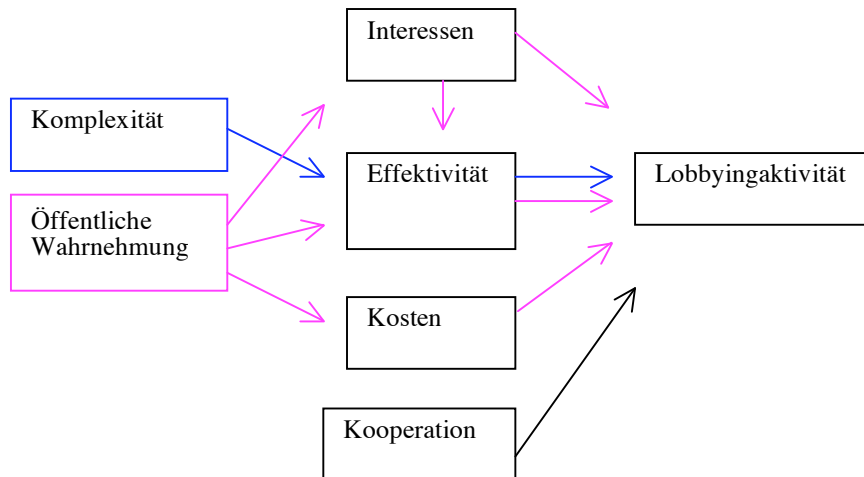 Interessen
Komplexität
Effektivität
Lobbyingaktivität
Öffentliche
Wahrnehmung
Kosten
Kooperation